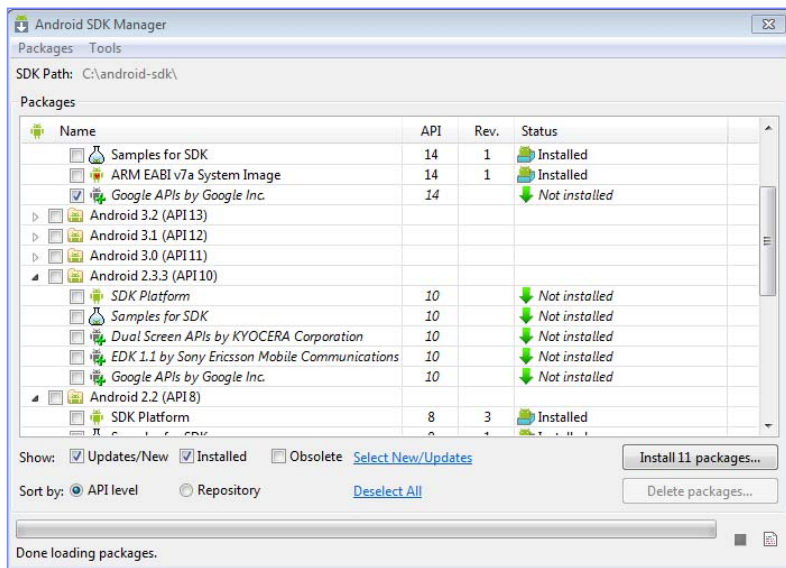 Android SDK Manager
Packages Tools
SDK Path: C:\android-sdk\
Packages
Name API Rev. Status
Samples for SDK 14 1 Installed
ARM EABI v7a System Image 14 1 Installed
Google APIs by Google Inc. 14 Not installed
Android 3.2 (API 13)
Android 3.1 (API 12)
Android 3.0 (API 11)
Android 2.3.3 (API 10)
SDK Platform 10 Not installed
Samples for SDK 10 Not installed
Dual Screen APIs by KYOCERA Corporation 10 Not installed
EDK 1.1 by Sony Ericsson Mobile Communications 10 Not installed
Google APIs by Google Inc. 10 Not installed
Android 2.2 (API 8)
SDK Platform 8 3 Installed
Show: Updates/New Installed Obsolete Select New/Updates Install 11 packages...
Sort by: API level Repository Deselect All Delete packages...
Done loading packages.